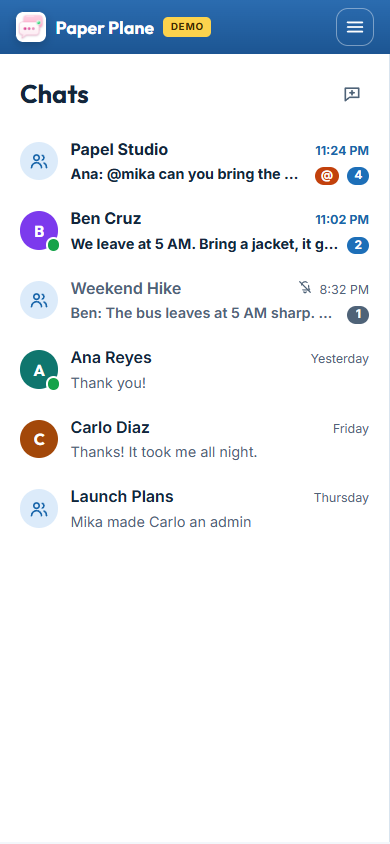 Paper Plane DEMO
Chats
Papel Studio 11:24 PM
Ana: @mika can you bring the ... @ 4
B Ben Cruz 11:02 PM
We leave at 5 AM. Bring a jacket, it g... 2
Weekend Hike 8:32 PM
Ben: The bus leaves at 5 AM sharp. ... 1
A Ana Reyes Yesterday
Thank you!
C Carlo Diaz Friday
Thanks! It took me all night.
Launch Plans Thursday
Mika made Carlo an admin